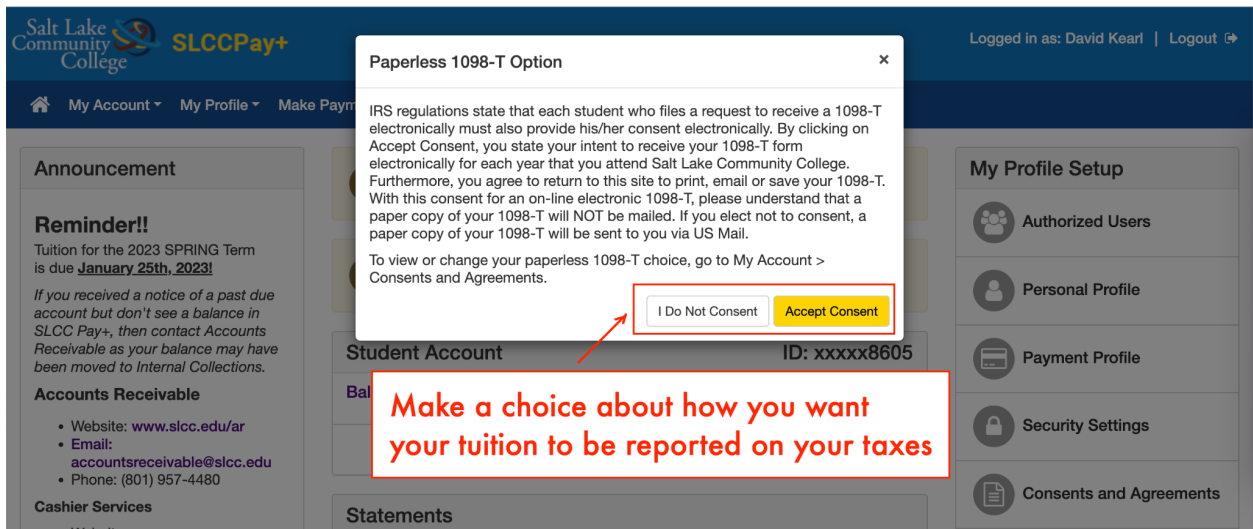 Salt Lake
Community
College
SLCCPay+
Logged in as: David Kearl | Logout
My Account
My Profile
Make Paym
Paperless 1098-T Option
×
IRS regulations state that each student who files a request to receive a 1098-T
electronically must also provide his/her consent electronically. By clicking on
Accept Consent, you state your intent to receive your 1098-T form
electronically for each year that you attend Salt Lake Community College.
Furthermore, you agree to return to this site to print, email or save your 1098-T.
With this consent for an on-line electronic 1098-T, please understand that a
paper copy of your 1098-T will NOT be mailed. If you elect not to consent, a
paper copy of your 1098-T will be sent to you via US Mail.
To view or change your paperless 1098-T choice, go to My Account >
Consents and Agreements.
I Do Not Consent
Accept Consent
Announcement
Reminder!!
Tuition for the 2023 SPRING Term
is due January 25th, 2023!
If you received a notice of a past due
account but don't see a balance in
SLCC Pay+, then contact Accounts
Receivable as your balance may have
been moved to Internal Collections.
Accounts Receivable
• Website: www.slcc.edu/ar
• Email:
accountsreceivable@slcc.edu
• Phone: (801) 957-4480
Cashier Services
Student Account
ID: xxxxx8605
Bal
Make a choice about how you want
your tuition to be reported on your taxes
Statements
My Profile Setup
Authorized Users
Personal Profile
Payment Profile
Security Settings
Consents and Agreements